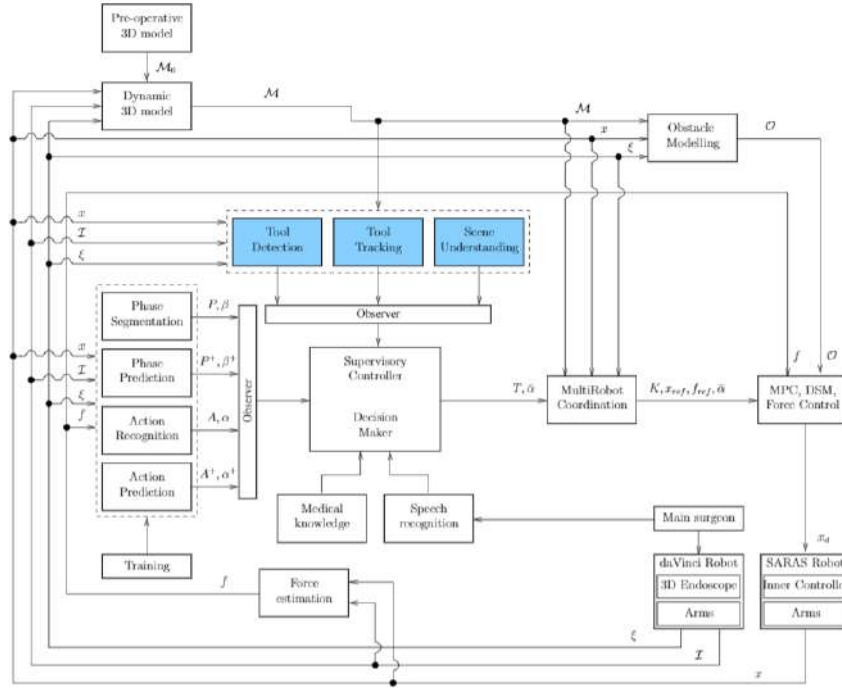 Pre-operative
3D model
ℳ₀
Dynamic
3D model
ℳ
ℳ
x
ξ
Obstacle
Modelling
𝒪
x
ℐ
ξ
Tool
Detection
Tool
Tracking
Scene
Understanding
Observer
Phase
Segmentation
P, β
Phase
Prediction
P⁺, β⁺
Action
Recognition
A, α
Action
Prediction
A⁺, α⁺
x
ℐ
ξ
f
Observer
Supervisory
Controller
Decision
Maker
T, ᾱ
MultiRobot
Coordination
K, x_ref, f_ref, ᾱ
f
𝒪
MPC, DSM,
Force Control
Medical
knowledge
Speech
recognition
Main surgeon
Training
f
Force
estimation
x_d
daVinci Robot
3D Endoscope
Arms
SARAS Robot
Inner Controller
Arms
ξ
ℐ
x